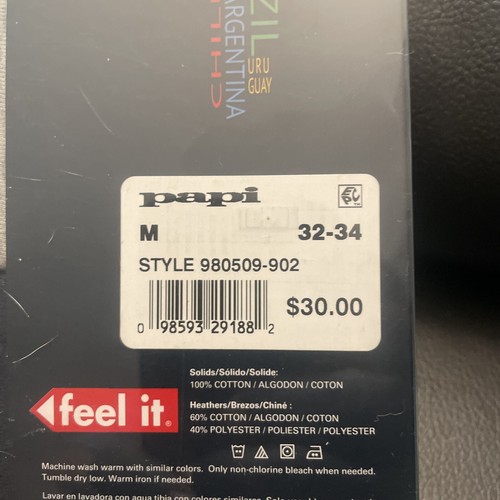 ZIL
URU
GUAY
ARGENTINA
CHIL
papi
M 32-34
STYLE 980509-902
$30.00
0 98593 29188 2
Solids/Sólido/Solide:
100% COTTON / ALGODON / COTON
feel it.
Heathers/Brezos/Chiné :
60% COTTON / ALGODON / COTON
40% POLYESTER / POLIESTER / POLYESTER
Machine wash warm with similar colors. Only non-chlorine bleach when needed.
Tumble dry low. Warm iron if needed.
Lavar en lavadora con agua tibia con colores similares.